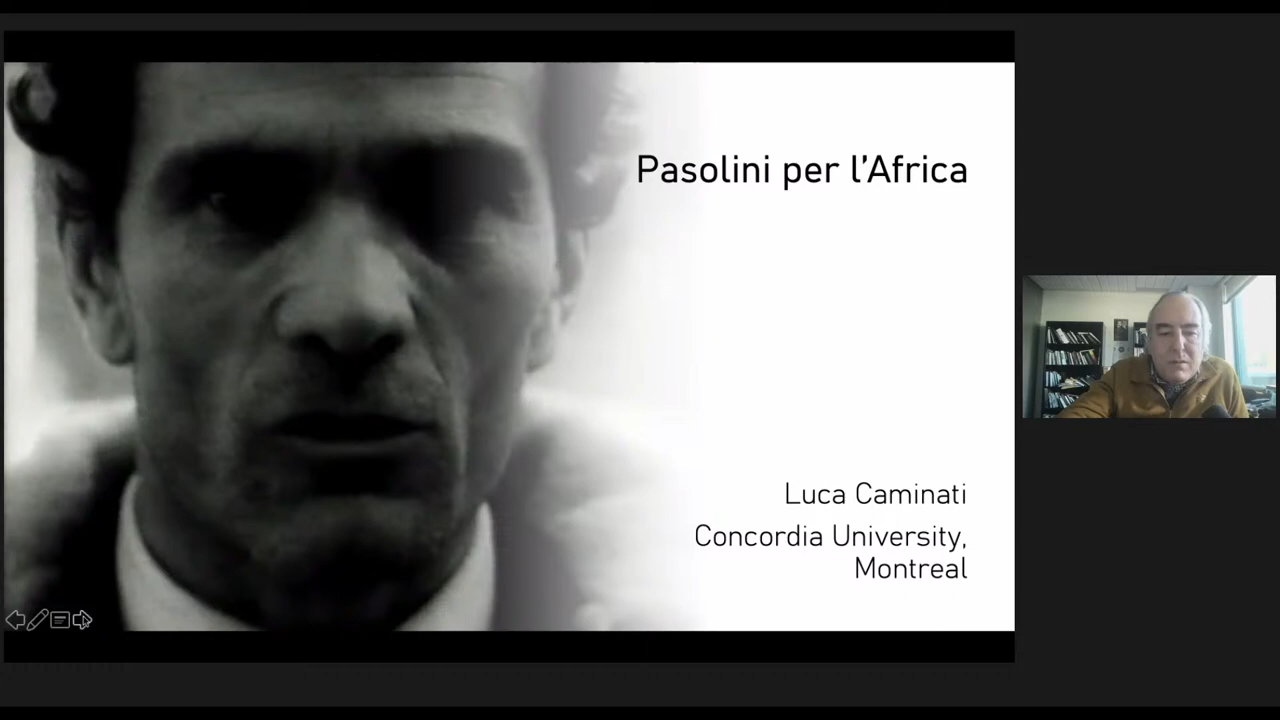 Pasolini per l’Africa
Luca Caminati
Concordia University,
Montreal